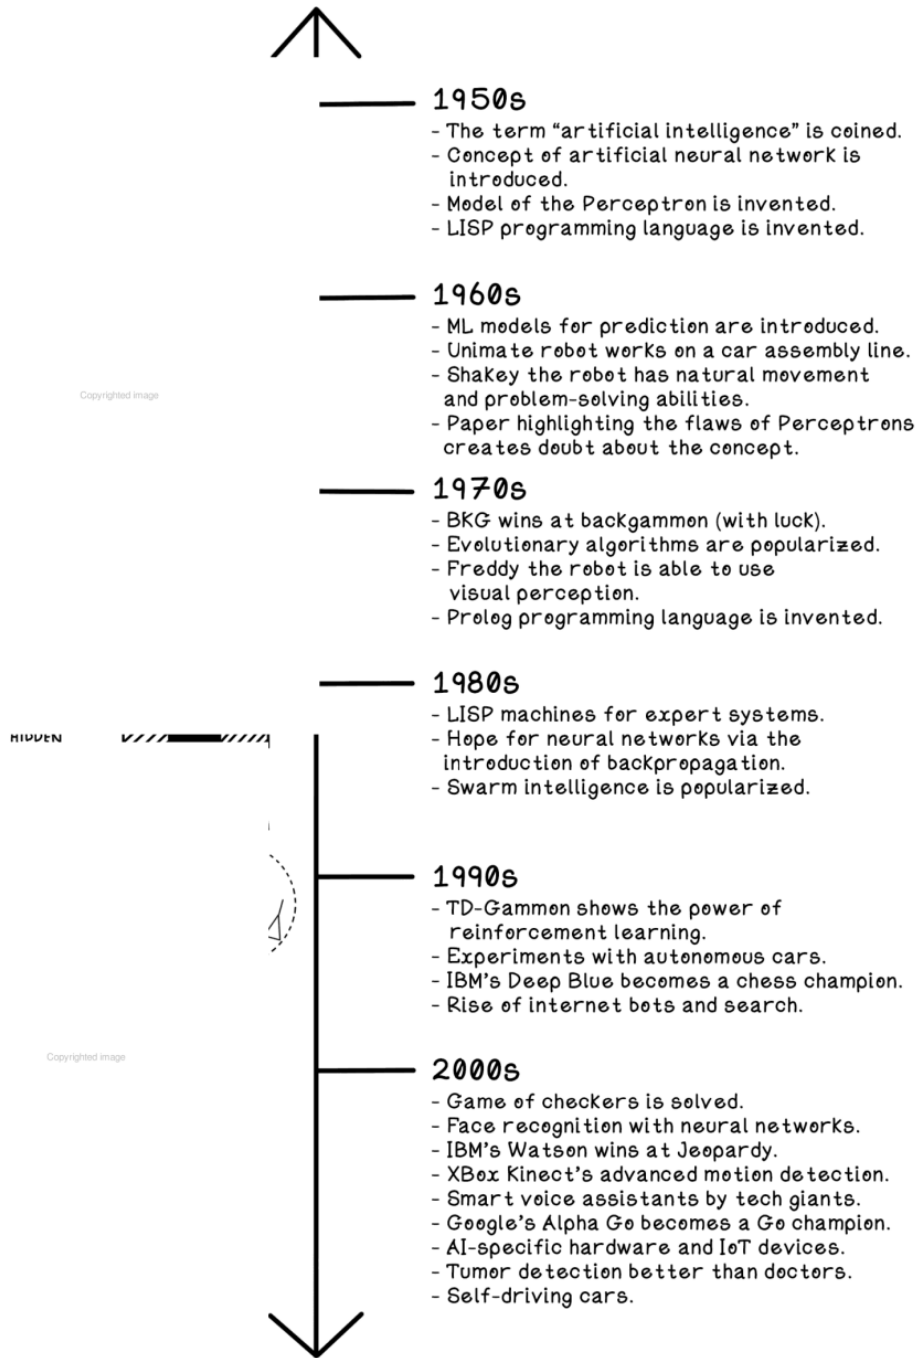 1950s
- The term “artificial intelligence” is coined.
- Concept of artificial neural network is
introduced.
- Model of the Perceptron is invented.
- LISP programming language is invented.
1960s
- ML models for prediction are introduced.
- Unimate robot works on a car assembly line.
- Shakey the robot has natural movement
and problem-solving abilities.
- Paper highlighting the flaws of Perceptrons
creates doubt about the concept.
Copyrighted image
1970s
- BKG wins at backgammon (with luck).
- Evolutionary algorithms are popularized.
- Freddy the robot is able to use
visual perception.
- Prolog programming language is invented.
1980s
- LISP machines for expert systems.
- Hope for neural networks via the
introduction of backpropagation.
- Swarm intelligence is popularized.
HIDDEN
1990s
- TD-Gammon shows the power of
reinforcement learning.
- Experiments with autonomous cars.
- IBM’s Deep Blue becomes a chess champion.
- Rise of internet bots and search.
Copyrighted image
2000s
- Game of checkers is solved.
- Face recognition with neural networks.
- IBM’s Watson wins at Jeopardy.
- XBox Kinect’s advanced motion detection.
- Smart voice assistants by tech giants.
- Google’s Alpha Go becomes a Go champion.
- AI-specific hardware and IoT devices.
- Tumor detection better than doctors.
- Self-driving cars.